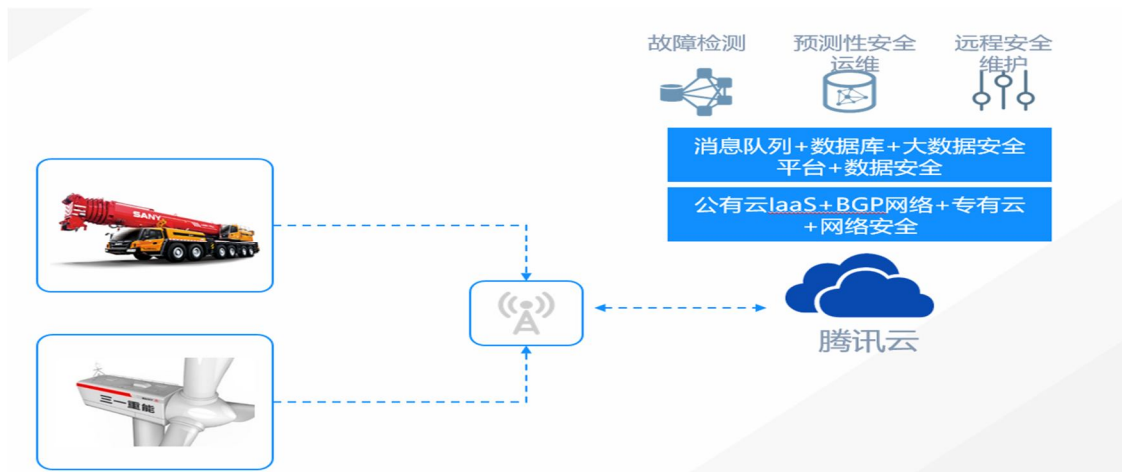 故障检测
预测性安全
运维
远程安全
维护
消息队列+数据库+大数据安全
平台+数据安全
公有云IaaS+BGP网络+专有云
+网络安全
SANY
腾讯云
三一重能